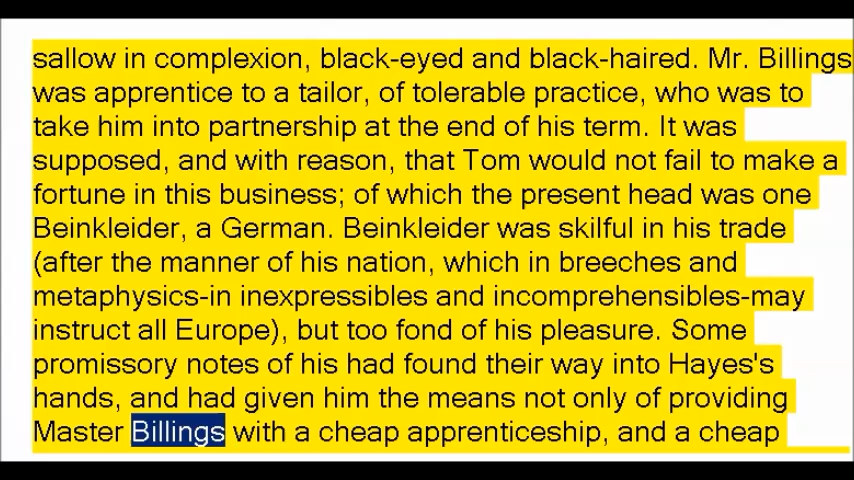 sallow in complexion, black-eyed and black-haired. Mr. Billings
was apprentice to a tailor, of tolerable practice, who was to
take him into partnership at the end of his term. It was
supposed, and with reason, that Tom would not fail to make a
fortune in this business; of which the present head was one
Beinkleider, a German. Beinkleider was skilful in his trade
(after the manner of his nation, which in breeches and
metaphysics-in inexpressibles and incomprehensibles-may
instruct all Europe), but too fond of his pleasure. Some
promissory notes of his had found their way into Hayes's
hands, and had given him the means not only of providing
Master Billings with a cheap apprenticeship, and a cheap